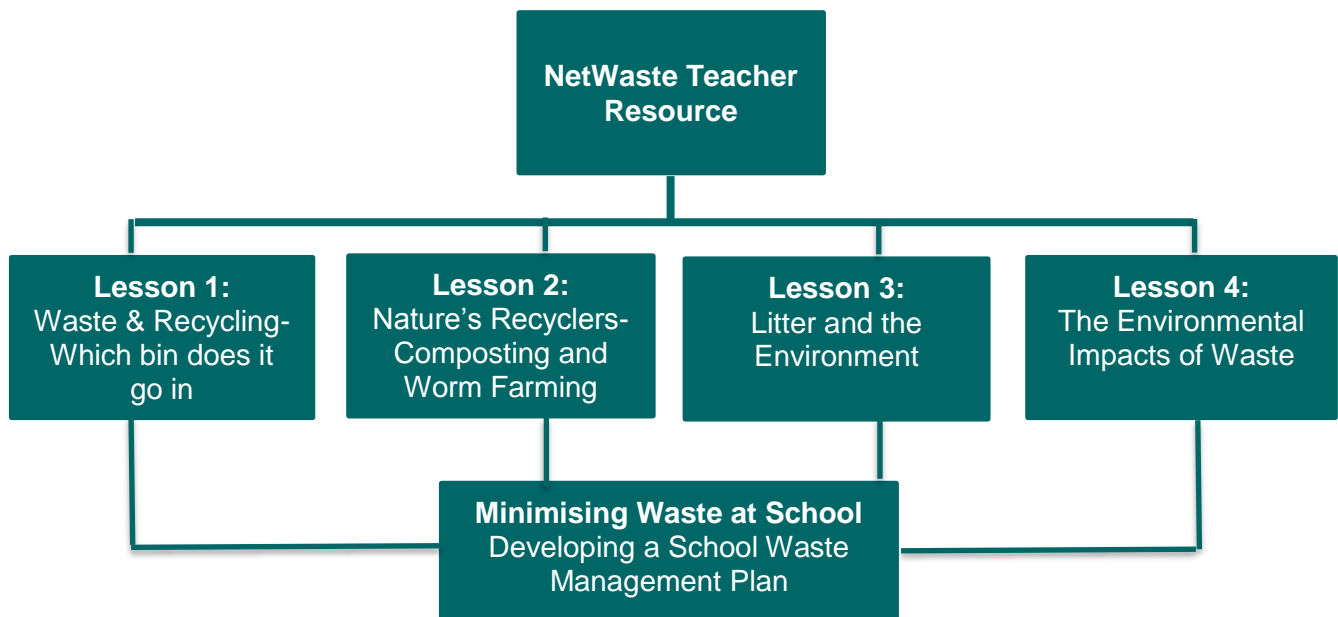 NetWaste Teacher
Resource
Lesson 1:
Waste & Recycling-
Which bin does it
go in
Lesson 2:
Nature’s Recyclers-
Composting and
Worm Farming
Lesson 3:
Litter and the
Environment
Lesson 4:
The Environmental
Impacts of Waste
Minimising Waste at School
Developing a School Waste
Management Plan